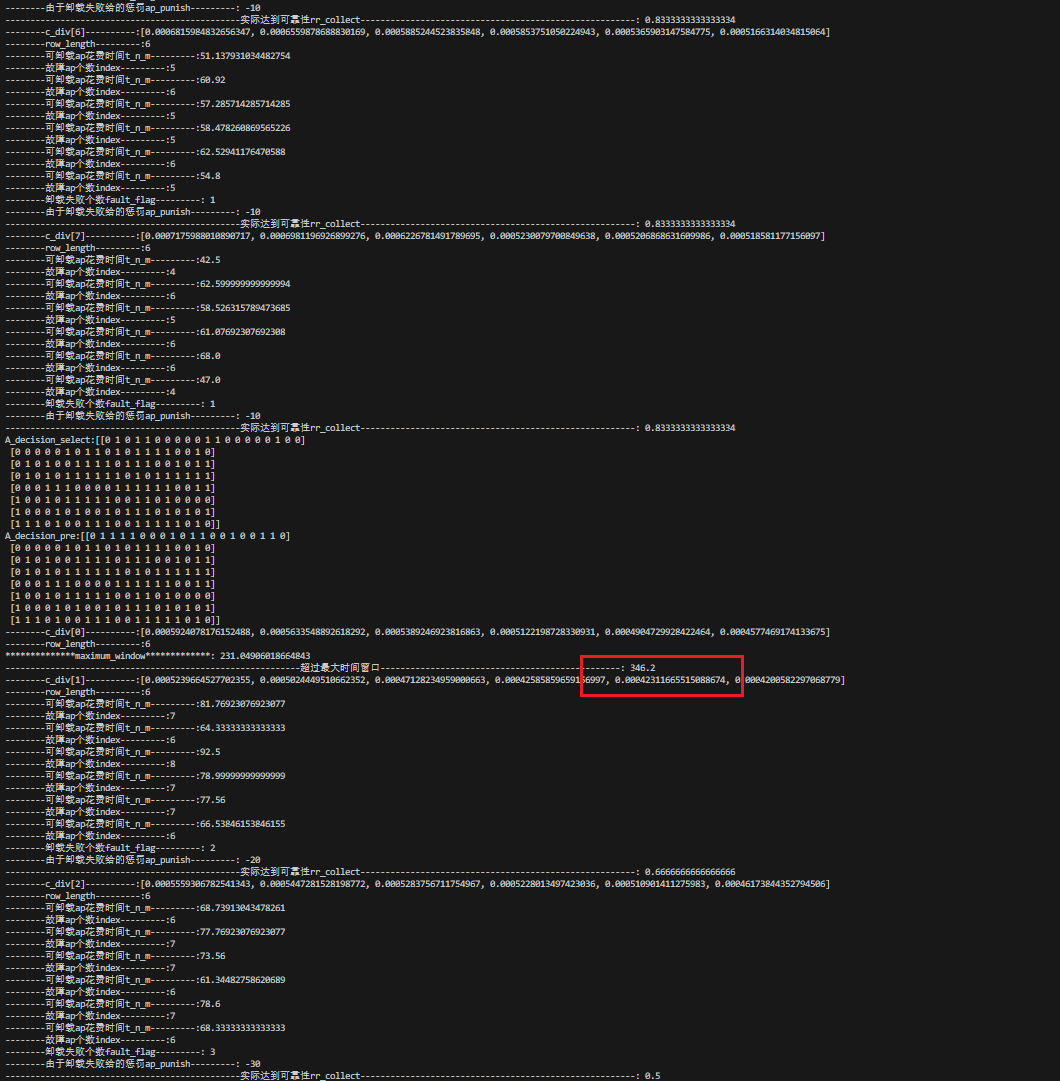 --------由于卸载失败给的惩罚ap_punish---------: -10
-----------------------------------------------实际达到可靠性rr_collect-------------------------------------------------------: 0.8333333333333334
--------c_div[6]----------:[0.0006815984832656347, 0.0006559878688830169, 0.0005885244523835848, 0.0005853751050224943, 0.0005365903147584775, 0.0005166314034815064]
--------row_length---------:6
--------可卸载ap花费时间t_n_m---------:51.137931034482754
--------故障ap个数index---------:5
--------可卸载ap花费时间t_n_m---------:60.92
--------故障ap个数index---------:6
--------可卸载ap花费时间t_n_m---------:57.285714285714285
--------故障ap个数index---------:5
--------可卸载ap花费时间t_n_m---------:58.478260869565226
--------故障ap个数index---------:5
--------可卸载ap花费时间t_n_m---------:62.52941176470588
--------故障ap个数index---------:6
--------可卸载ap花费时间t_n_m---------:54.8
--------故障ap个数index---------:5
--------卸载失败个数fault_flag---------: 1
--------由于卸载失败给的惩罚ap_punish---------: -10
-----------------------------------------------实际达到可靠性rr_collect-------------------------------------------------------: 0.8333333333333334
--------c_div[7]----------:[0.0007175988010890717, 0.0006981196926899276, 0.0006226781491789695, 0.0005230079700849638, 0.0005206868631609986, 0.000518581177156097]
--------row_length---------:6
--------可卸载ap花费时间t_n_m---------:42.5
--------故障ap个数index---------:4
--------可卸载ap花费时间t_n_m---------:62.599999999999994
--------故障ap个数index---------:6
--------可卸载ap花费时间t_n_m---------:58.526315789473685
--------故障ap个数index---------:5
--------可卸载ap花费时间t_n_m---------:61.07692307692308
--------故障ap个数index---------:6
--------可卸载ap花费时间t_n_m---------:68.0
--------故障ap个数index---------:6
--------可卸载ap花费时间t_n_m---------:47.0
--------故障ap个数index---------:4
--------卸载失败个数fault_flag---------: 1
--------由于卸载失败给的惩罚ap_punish---------: -10
-----------------------------------------------实际达到可靠性rr_collect-------------------------------------------------------: 0.8333333333333334
A_decision_select:[[0 1 0 1 1 0 0 0 0 0 1 1 0 0 0 0 0 1 0 0]
[0 0 0 0 0 1 0 1 1 0 1 0 1 1 1 1 0 0 1 0]
[0 1 0 1 0 0 1 1 1 1 0 1 1 1 0 0 1 0 1 1]
[0 1 0 1 1 1 1 1 1 1 0 1 0 1 1 1 1 1 1 1]
[0 0 0 1 1 1 0 0 0 0 1 1 1 1 1 1 0 0 1 1]
[1 0 0 1 0 1 1 1 1 1 0 0 1 1 0 1 0 0 0 0]
[1 0 0 0 1 0 1 0 0 1 0 0 1 1 1 0 1 0 1 0 1]
[1 1 1 0 1 0 0 1 1 1 0 0 1 1 1 1 1 0 1 0]]
A_decision_pre:[[0 1 1 1 1 0 0 0 1 0 1 1 0 0 1 0 0 1 1 0]
[0 0 0 0 0 1 0 1 1 0 1 0 1 1 1 1 0 0 1 0]
[0 1 0 1 0 0 1 1 1 1 0 1 1 1 0 0 1 0 1 1]
[0 1 0 1 1 1 1 1 1 1 0 1 0 1 1 1 1 1 1 1]
[0 0 0 1 1 1 0 0 0 0 1 1 1 1 1 1 0 0 1 1]
[1 0 0 1 0 1 1 1 1 1 0 0 1 1 0 1 0 0 0 0]
[1 0 0 0 1 0 1 0 0 1 0 0 1 1 1 0 1 0 1 0 1]
[1 1 1 0 1 0 0 1 1 1 0 0 1 1 1 1 1 0 1 0]]
--------c_div[0]----------:[0.0005924078176152488, 0.0005633548892618292, 0.0005389246923816863, 0.0005122198728330931, 0.0004904729928422464, 0.0004577469174133675]
--------row_length---------:6
**************maximum_window*************: 231.04906018664843
-----------------------------------------------------------超过最大时间窗口------------------------------------------------: 346.2
--------c_div[1]----------:[0.0005239664527702355, 0.0005024449510662352, 0.00047128234959000663, 0.00042585859659156997, 0.00042311665515088674, 0.0004200582297068779]
--------row_length---------:6
--------可卸载ap花费时间t_n_m---------:81.76923076923077
--------故障ap个数index---------:7
--------可卸载ap花费时间t_n_m---------:64.33333333333333
--------故障ap个数index---------:6
--------可卸载ap花费时间t_n_m---------:92.5
--------故障ap个数index---------:8
--------可卸载ap花费时间t_n_m---------:78.99999999999999
--------故障ap个数index---------:7
--------可卸载ap花费时间t_n_m---------:77.56
--------故障ap个数index---------:7
--------可卸载ap花费时间t_n_m---------:66.53846153846155
--------故障ap个数index---------:6
--------卸载失败个数fault_flag---------: 2
--------由于卸载失败给的惩罚ap_punish---------: -20
-----------------------------------------------实际达到可靠性rr_collect-------------------------------------------------------: 0.6666666666666666
--------c_div[2]----------:[0.0005559306782541343, 0.0005447281528198772, 0.0005283756711754967, 0.0005228013497423036, 0.000510901411275983, 0.00046173844352794506]
--------row_length---------:6
--------可卸载ap花费时间t_n_m---------:68.73913043478261
--------故障ap个数index---------:6
--------可卸载ap花费时间t_n_m---------:77.76923076923077
--------故障ap个数index---------:7
--------可卸载ap花费时间t_n_m---------:73.56
--------故障ap个数index---------:7
--------可卸载ap花费时间t_n_m---------:61.34482758620689
--------故障ap个数index---------:6
--------可卸载ap花费时间t_n_m---------:78.6
--------故障ap个数index---------:7
--------可卸载ap花费时间t_n_m---------:68.33333333333333
--------故障ap个数index---------:6
--------卸载失败个数fault_flag---------: 3
--------由于卸载失败给的惩罚ap_punish---------: -30
-----------------------------------------------实际达到可靠性rr_collect-------------------------------------------------------: 0.5